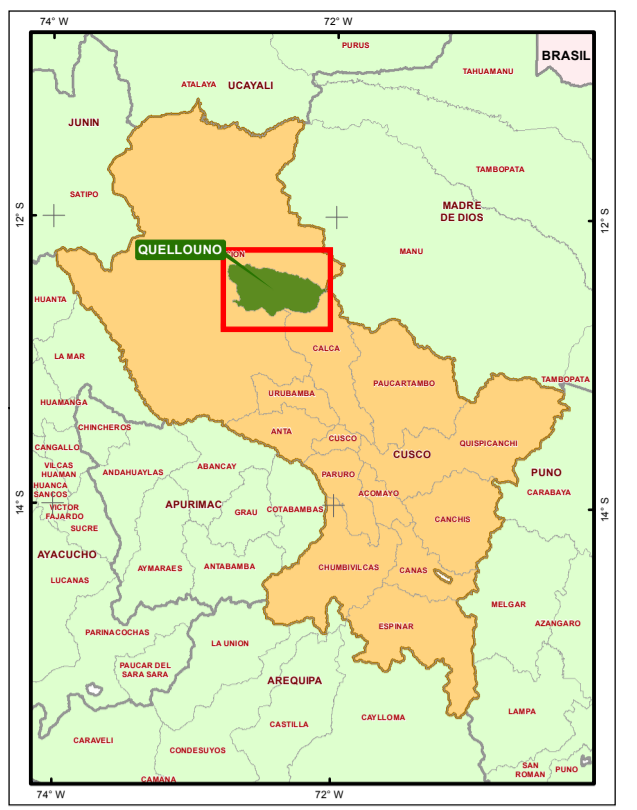 74° W
72° W
PURUS
BRASIL
TAHUAMANU
ATALAYA
UCAYALI
JUNIN
TAMBOPATA
SATIPO
MADRE
DE DIOS
12° S
12° S
QUELLOUNO
CION
MANU
HUANTA
CALCA
LA MAR
PAUCARTAMBO
TAMBOPATA
URUBAMBA
HUAMANGA
CHINCHEROS
ANTA
CUSCO
QUISPICANCHI
CANGALLO
CUSCO
VILCAS
HUAMAN
ANDAHUAYLAS
ABANCAY
PARURO
PUNO
HUANCA
SANCOS
ACOMAYO
CARABAYA
14° S
14° S
VICTOR
FAJARDO
APURIMAC
GRAU
COTABAMBAS
CANCHIS
SUCRE
AYACUCHO
LUCANAS
AYMARAES
ANTABAMBA
CHUMBIVILCAS
CANAS
MELGAR
AZANGARO
PARINACOCHAS
ESPINAR
LA UNION
PAUCAR DEL
SARA SARA
AREQUIPA
CASTILLA
CAYLLOMA
LAMPA
CARAVELI
CONDESUYOS
SAN
ROMAN
PUNO
CAMANA
74° W
72° W